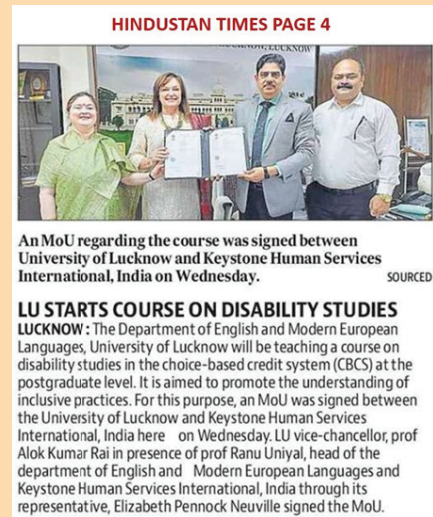 HINDUSTAN TIMES PAGE 4
LUCKNOW, LUCKNOW
An MoU regarding the course was signed between
University of Lucknow and Keystone Human Services
International, India on Wednesday. SOURCED
LU STARTS COURSE ON DISABILITY STUDIES
LUCKNOW : The Department of English and Modern European
Languages, University of Lucknow will be teaching a course on
disability studies in the choice-based credit system (CBCS) at the
postgraduate level. It is aimed to promote the understanding of
inclusive practices. For this purpose, an MoU was signed between
the University of Lucknow and Keystone Human Services
International, India here on Wednesday. LU vice-chancellor, prof
Alok Kumar Rai in presence of prof Ranu Uniyal, head of the
department of English and Modern European Languages and
Keystone Human Services International, India through its
representative, Elizabeth Pennock Neuville signed the MoU.